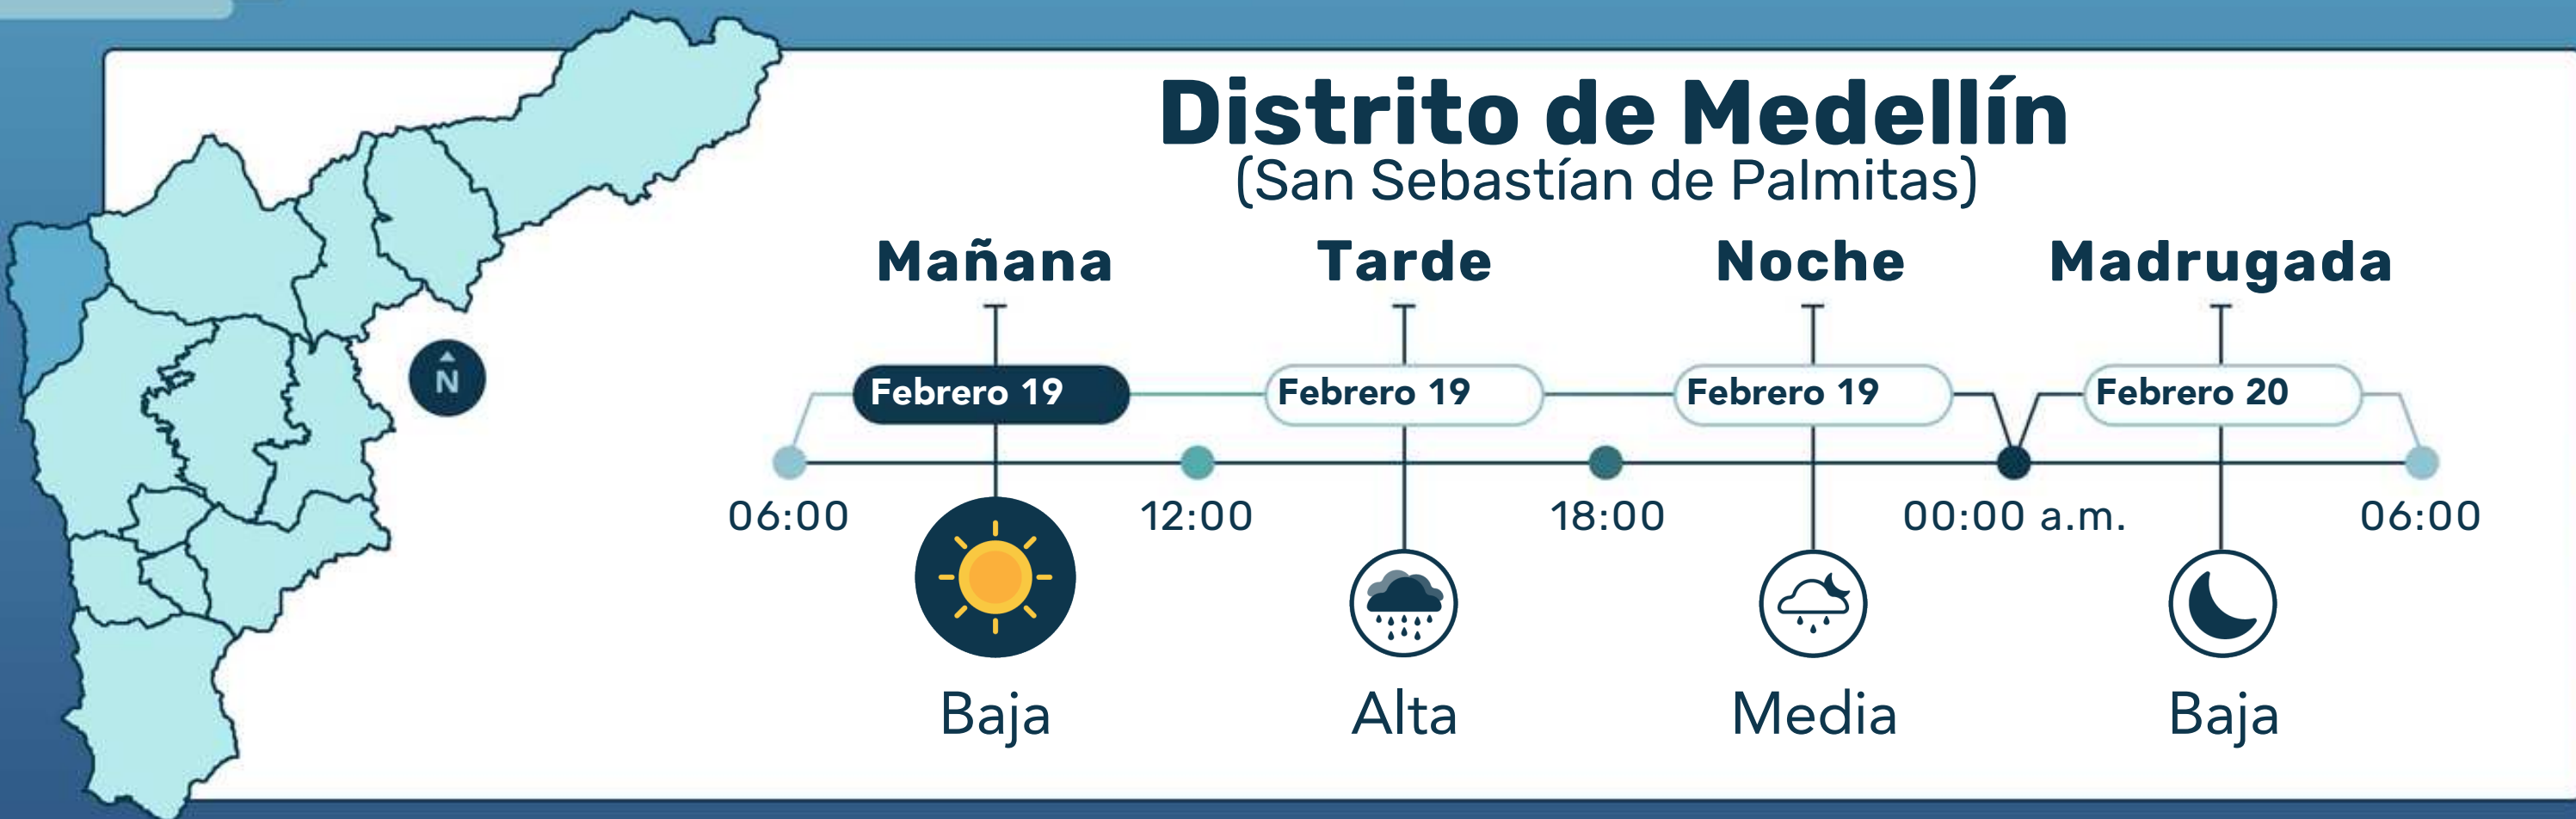 Distrito de Medellín
(San Sebastían de Palmitas)
Mañana Tarde Noche Madrugada
Febrero 19 Febrero 19 Febrero 19 Febrero 20
N
06:00 12:00 18:00 00:00 a.m. 06:00
Baja Alta Media Baja